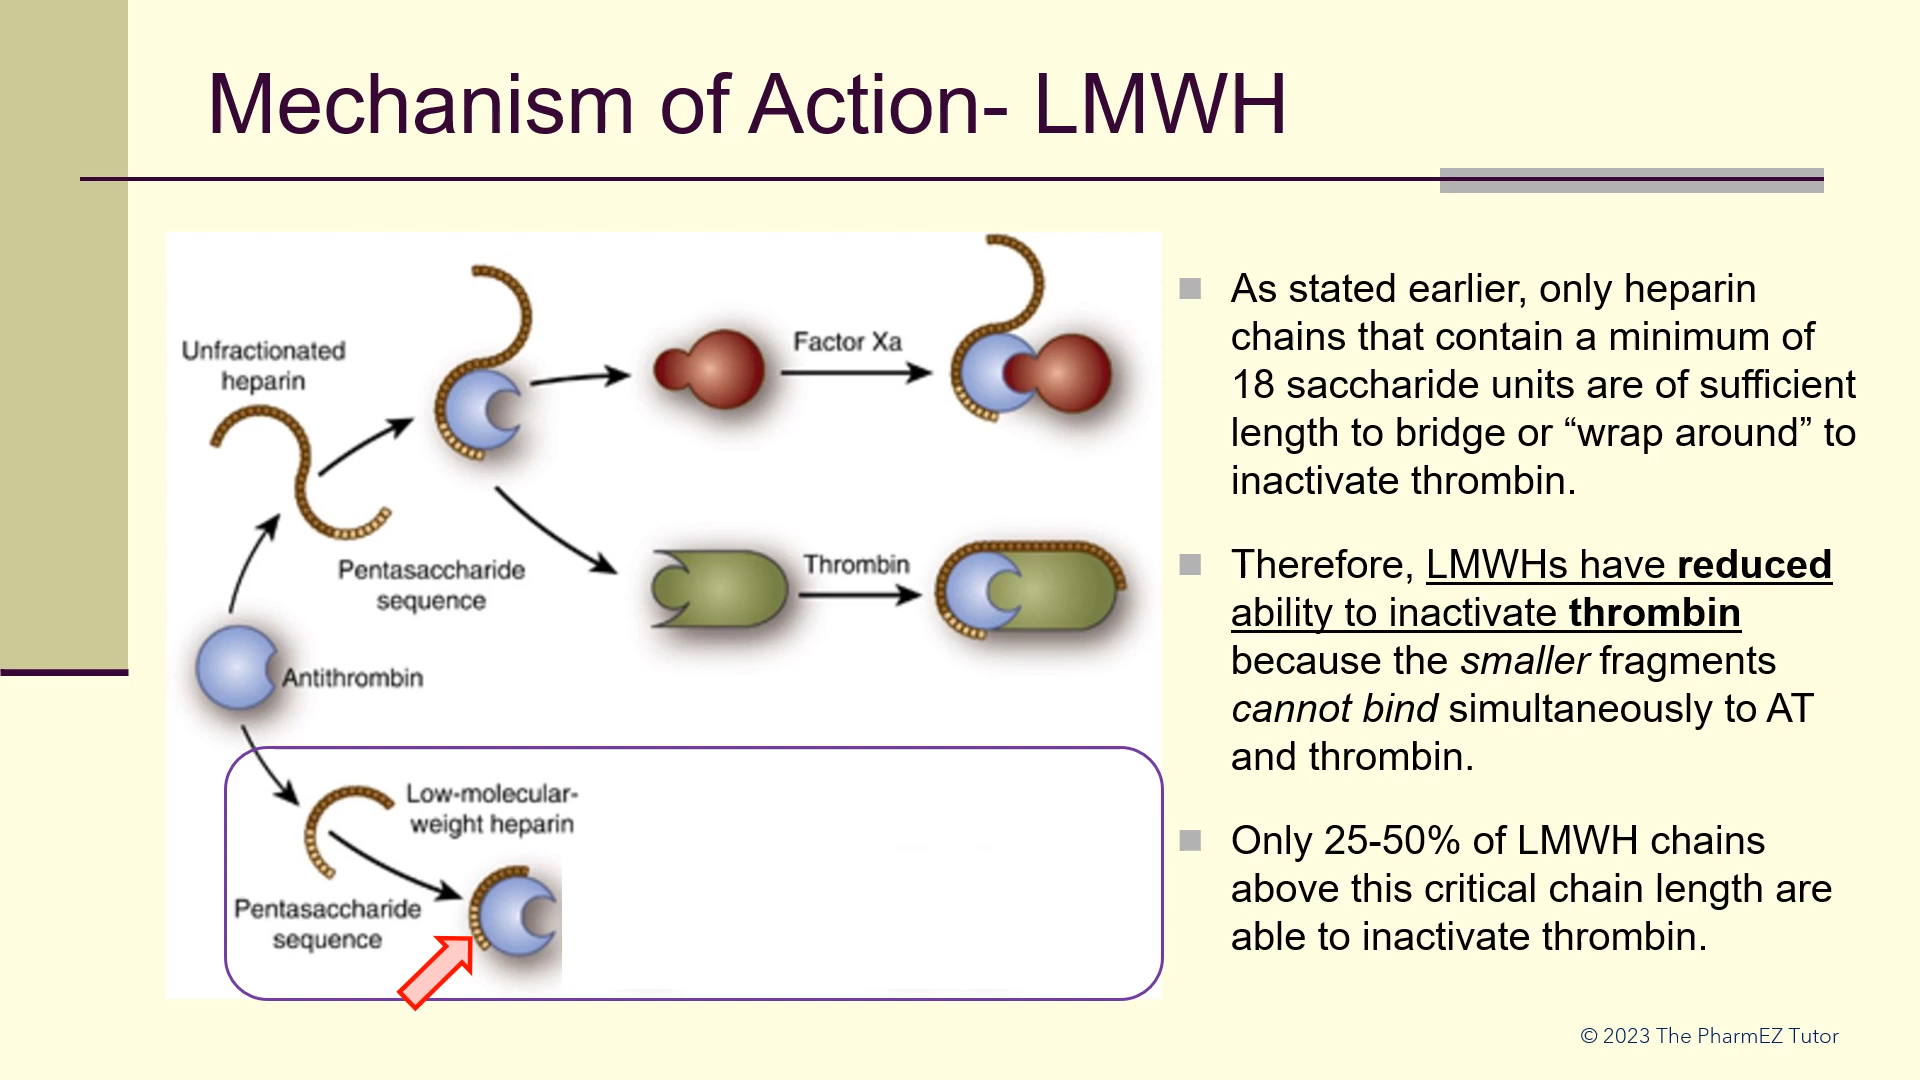 Mechanism of Action- LMWH
Unfractionated
heparin
Factor Xa
Pentasaccharide
sequence
Thrombin
Antithrombin
Low-molecular-
weight heparin
Pentasaccharide
sequence
As stated earlier, only heparin
chains that contain a minimum of
18 saccharide units are of sufficient
length to bridge or “wrap around” to
inactivate thrombin.
Therefore, LMWHs have reduced
ability to inactivate thrombin
because the smaller fragments
cannot bind simultaneously to AT
and thrombin.
Only 25-50% of LMWH chains
above this critical chain length are
able to inactivate thrombin.
© 2023 The PharmEZ Tutor